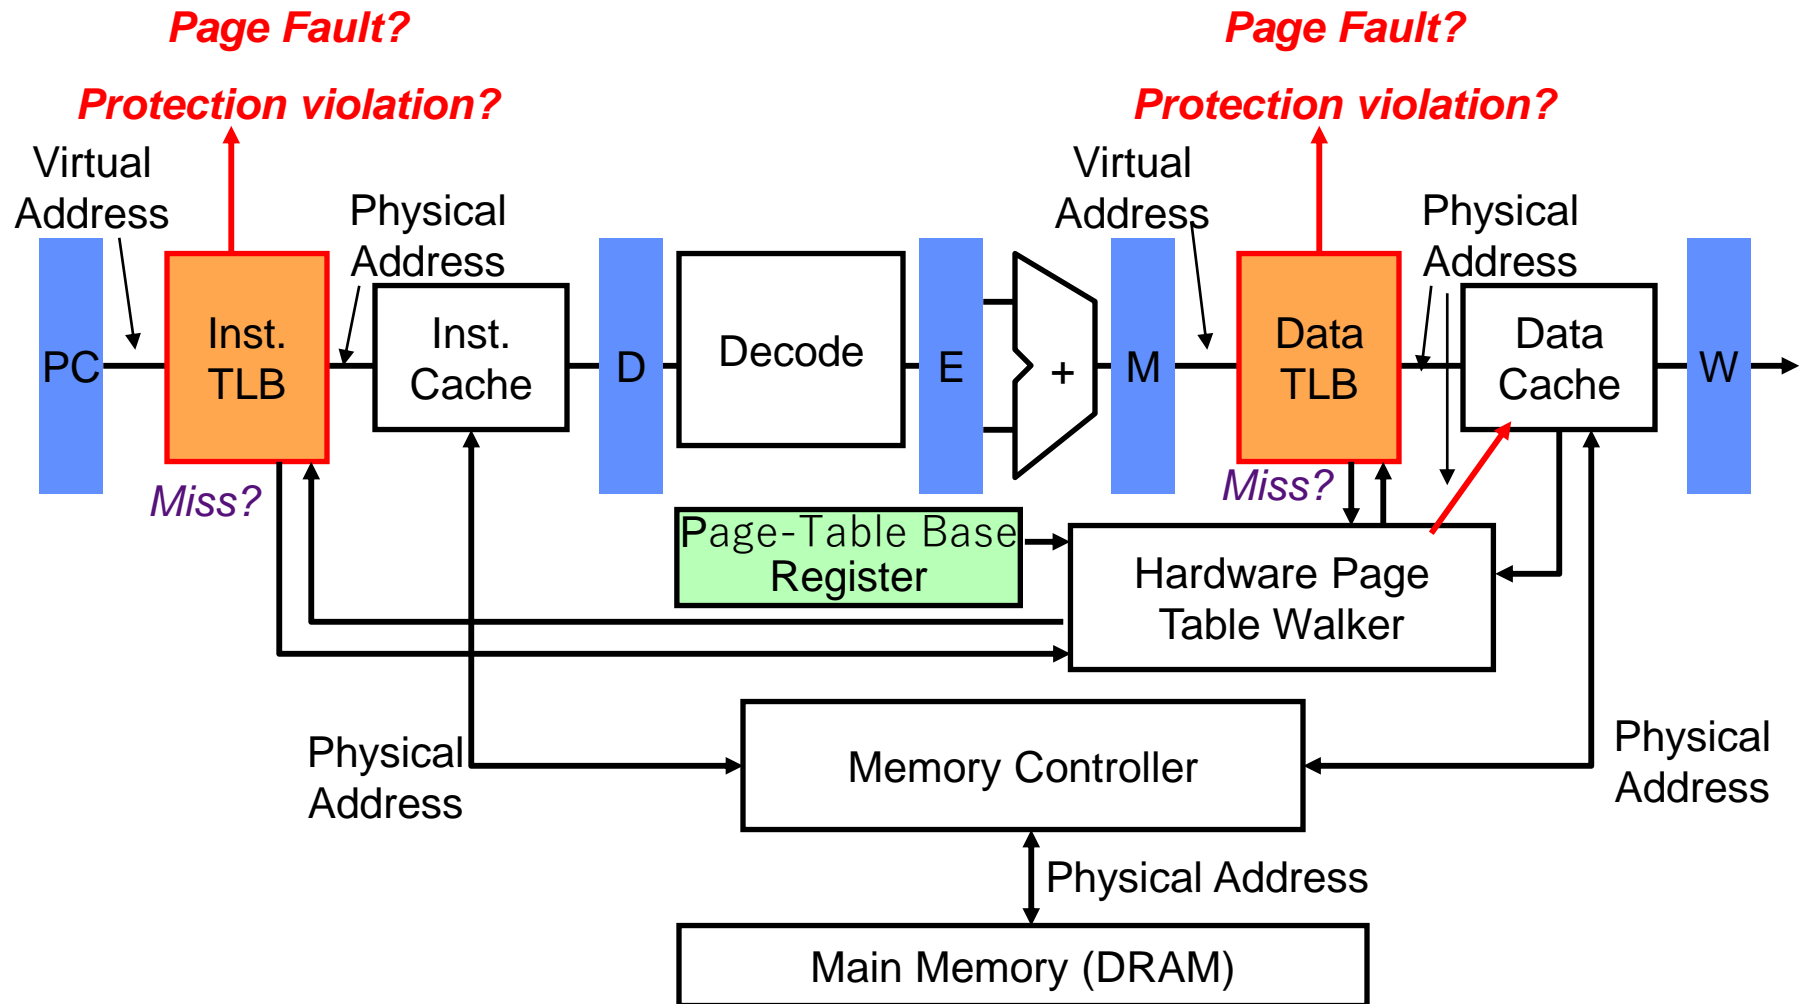 Page Fault?
Protection violation?
Page Fault?
Protection violation?
Virtual
Address
Physical
Address
Virtual
Address
Physical
Address
PC
Inst.
TLB
Inst.
Cache
D
Decode
E
+
M
Data
TLB
Data
Cache
W
Miss?
Miss?
Page-Table Base
Register
Hardware Page
Table Walker
Physical
Address
Memory Controller
Physical
Address
Physical Address
Main Memory (DRAM)